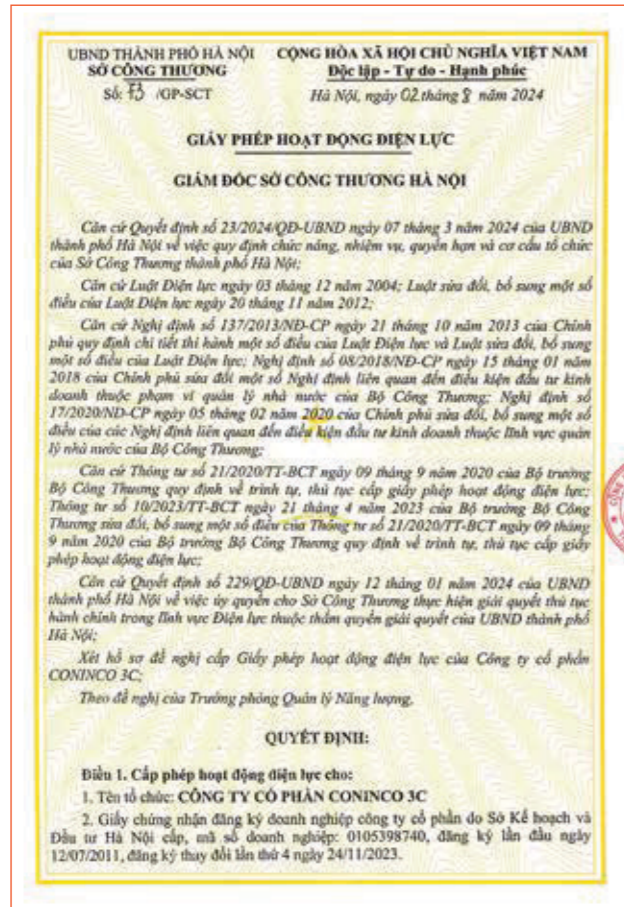 UBND THÀNH PHỐ HÀ NỘI
SỞ CÔNG THƯƠNG
Số: 73 /GP-SCT
CỘNG HÒA XÃ HỘI CHỦ NGHĨA VIỆT NAM
Độc lập - Tự do - Hạnh phúc
Hà Nội, ngày 02 tháng 8 năm 2024
GIẤY PHÉP HOẠT ĐỘNG ĐIỆN LỰC
GIÁM ĐỐC SỞ CÔNG THƯƠNG HÀ NỘI
Căn cứ Quyết định số 23/2024/QĐ-UBND ngày 07 tháng 3 năm 2024 của UBND
thành phố Hà Nội về việc quy định chức năng, nhiệm vụ, quyền hạn và cơ cấu tổ chức
của Sở Công Thương thành phố Hà Nội;
Căn cứ Luật Điện lực ngày 03 tháng 12 năm 2004; Luật sửa đổi, bổ sung một số
điều của Luật Điện lực ngày 20 tháng 11 năm 2012;
Căn cứ Nghị định số 137/2013/NĐ-CP ngày 21 tháng 10 năm 2013 của Chính
phủ quy định chi tiết thi hành một số điều của Luật Điện lực và Luật sửa đổi, bổ sung
một số điều của Luật Điện lực; Nghị định số 08/2018/NĐ-CP ngày 15 tháng 01 năm
2018 của Chính phủ sửa đổi một số Nghị định liên quan đến điều kiện đầu tư kinh
doanh thuộc phạm vi quản lý nhà nước của Bộ Công Thương; Nghị định số
17/2020/NĐ-CP ngày 05 tháng 02 năm 2020 của Chính phủ sửa đổi, bổ sung một số
điều của các Nghị định liên quan đến điều kiện đầu tư kinh doanh thuộc lĩnh vực quản
lý nhà nước của Bộ Công Thương;
Căn cứ Thông tư số 21/2020/TT-BCT ngày 09 tháng 9 năm 2020 của Bộ trưởng
Bộ Công Thương quy định về trình tự, thủ tục cấp giấy phép hoạt động điện lực;
Thông tư số 10/2023/TT-BCT ngày 21 tháng 4 năm 2023 của Bộ trưởng Bộ Công
Thương sửa đổi, bổ sung một số điều của Thông tư số 21/2020/TT-BCT ngày 09 tháng
9 năm 2020 của Bộ trưởng Bộ Công Thương quy định về trình tự, thủ tục cấp giấy
phép hoạt động điện lực;
Căn cứ Quyết định số 229/QĐ-UBND ngày 12 tháng 01 năm 2024 của UBND
thành phố Hà Nội về việc ủy quyền cho Sở Công Thương thực hiện giải quyết thủ tục
hành chính trong lĩnh vực Điện lực thuộc thẩm quyền giải quyết của UBND thành phố
Hà Nội;
Xét hồ sơ đề nghị cấp Giấy phép hoạt động điện lực của Công ty cổ phần
CONINCO 3C;
Theo đề nghị của Trưởng phòng Quản lý Năng lượng.
QUYẾT ĐỊNH:
Điều 1. Cấp phép hoạt động điện lực cho:
1. Tên tổ chức: CÔNG TY CỔ PHẦN CONINCO 3C
2. Giấy chứng nhận đăng ký doanh nghiệp công ty cổ phần do Sở Kế hoạch và
Đầu tư Hà Nội cấp, mã số doanh nghiệp: 0105398740, đăng ký lần đầu ngày
12/07/2011, đăng ký thay đổi lần thứ 4 ngày 24/11/2023.